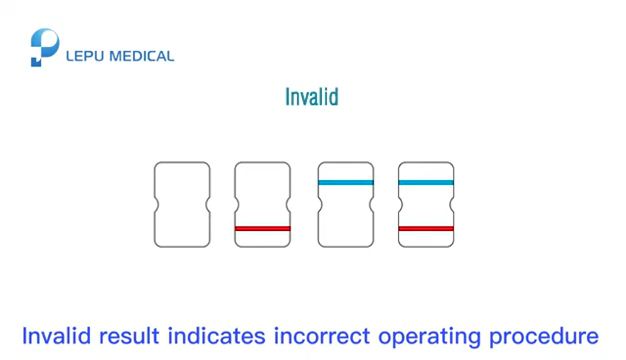 LEPU MEDICAL
Invalid
Invalid result indicates incorrect operating procedure